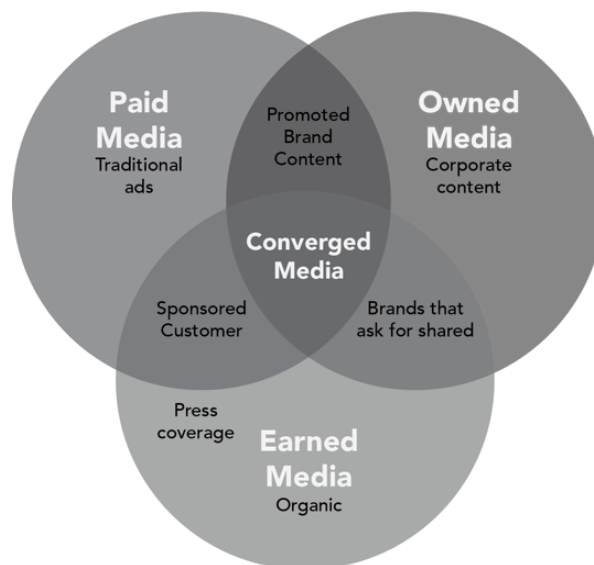 Paid
Media
Traditional
ads
Promoted
Brand
Content
Owned
Media
Corporate
content
Converged
Media
Sponsored
Customer
Brands that
ask for shared
Press
coverage
Earned
Media
Organic